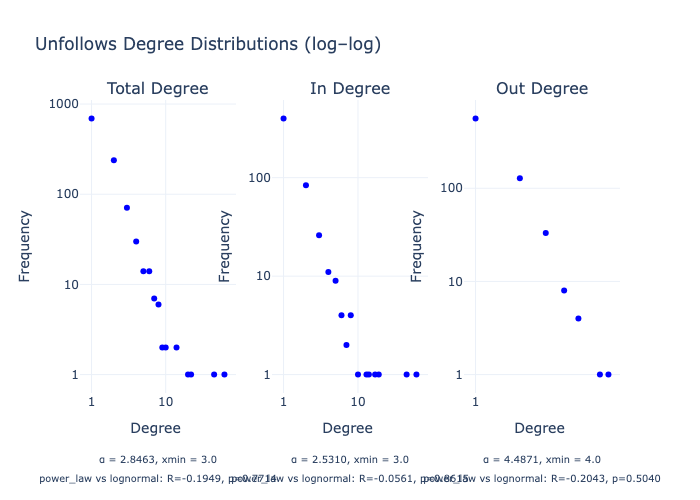 Unfollows Degree Distributions (log–log)
Total Degree
In Degree
Out Degree
1000
100
10
1
Frequency
1
10
Degree
100
10
1
Frequency
1
10
Degree
100
10
1
Frequency
1
Degree
α = 2.8463, xmin = 3.0
α = 2.5310, xmin = 3.0
α = 4.4871, xmin = 4.0
power_law vs lognormal: R=-0.1949,
vs lognormal: R=-0.0561,
vs lognormal: R=-0.2043, p=0.5040